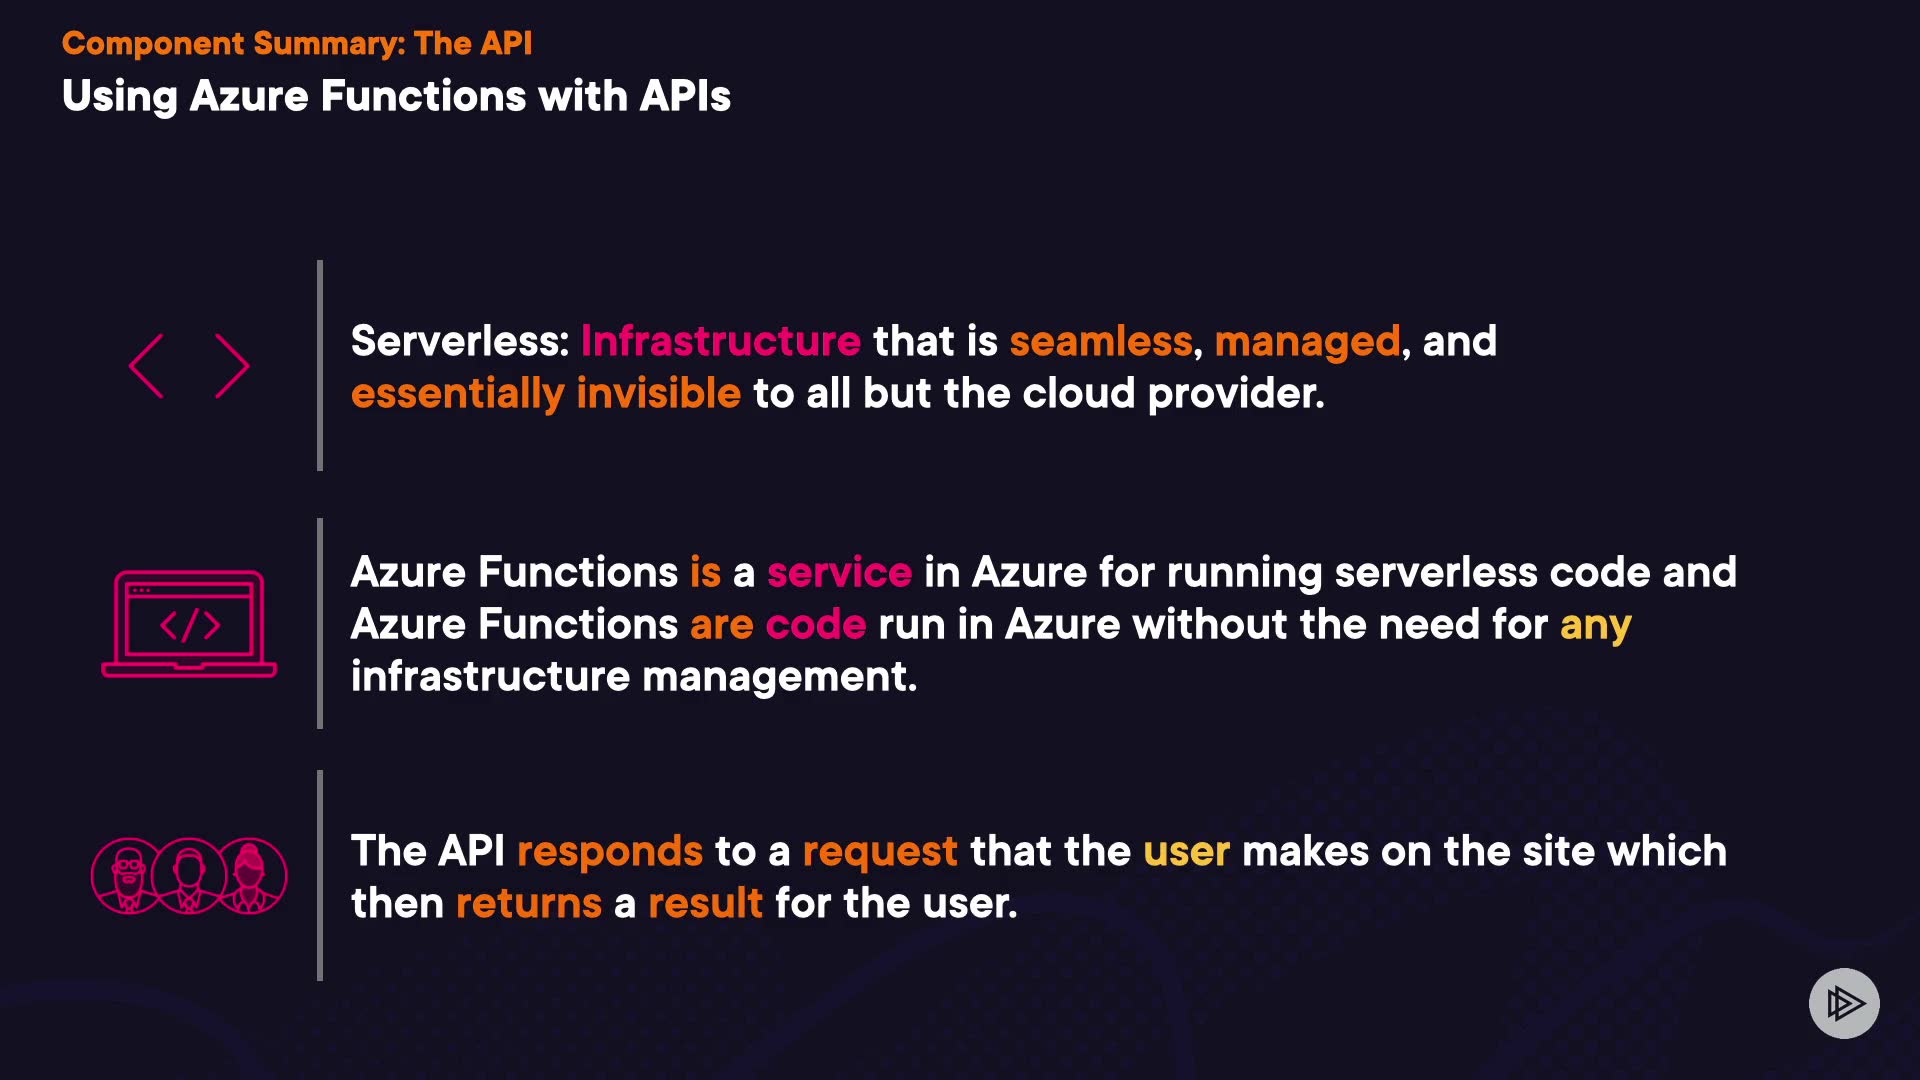 Component Summary: The API
Using Azure Functions with APIs
Serverless: Infrastructure that is seamless, managed, and
essentially invisible to all but the cloud provider.
Azure Functions is a service in Azure for running serverless code and
Azure Functions are code run in Azure without the need for any
infrastructure management.
The API responds to a request that the user makes on the site which
then returns a result for the user.